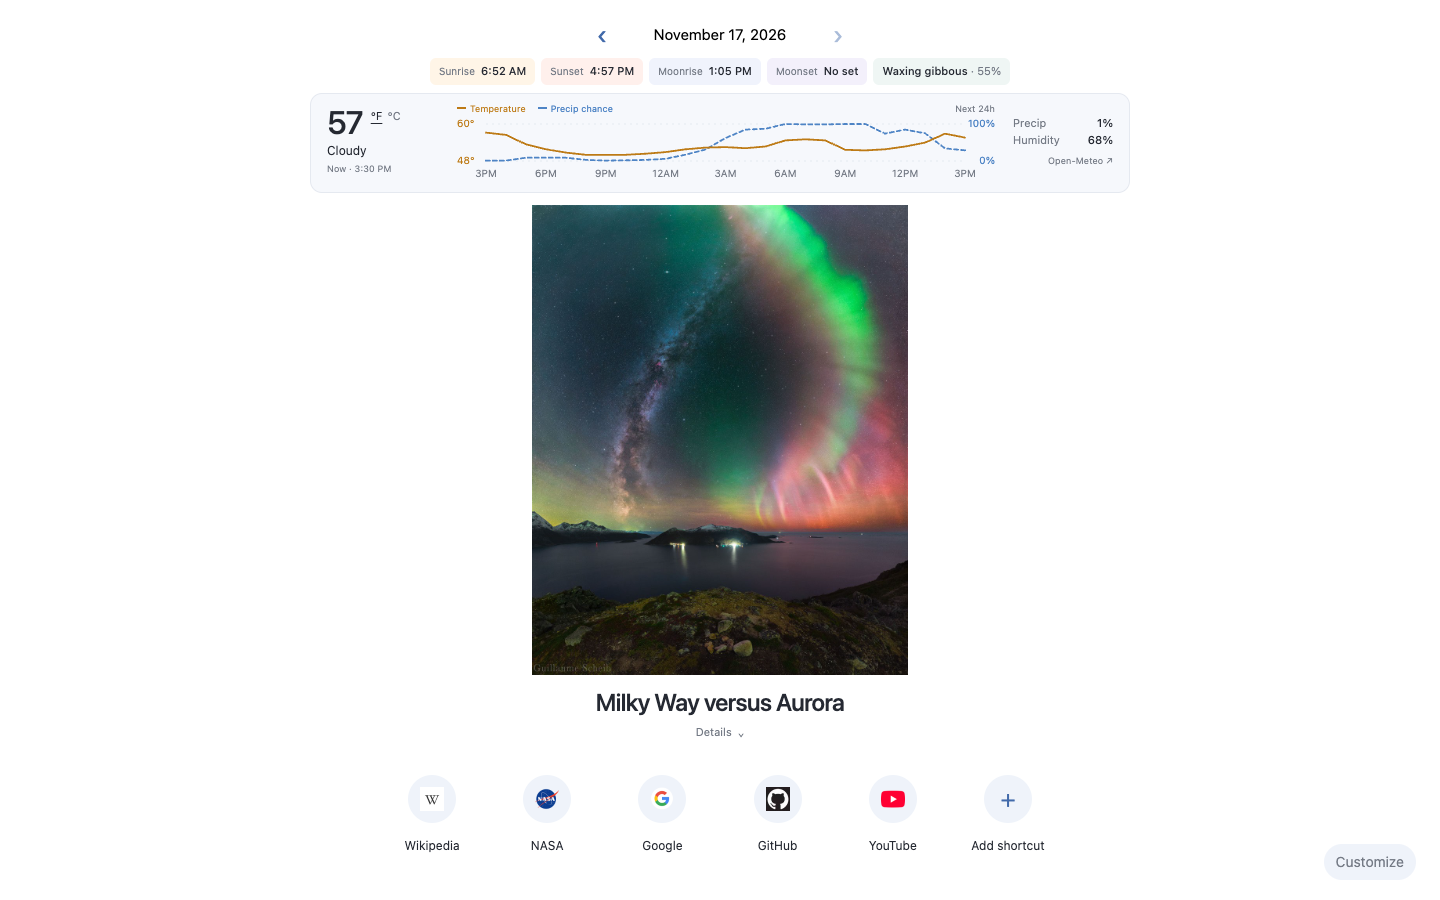 November 17, 2026
Sunrise 6:52 AM Sunset 4:57 PM Moonrise 1:05 PM Moonset No set Waxing gibbous · 55%
57 °F °C
Cloudy
Now · 3:30 PM
Temperature Precip chance Next 24h
60° 100%
48° 0%
3PM 6PM 9PM 12AM 3AM 6AM 9AM 12PM 3PM
Precip 1%
Humidity 68%
Open-Meteo ↗
Guillaume Scheib
Milky Way versus Aurora
Details
W
NASA
G
Wikipedia NASA Google GitHub YouTube Add shortcut
Customize